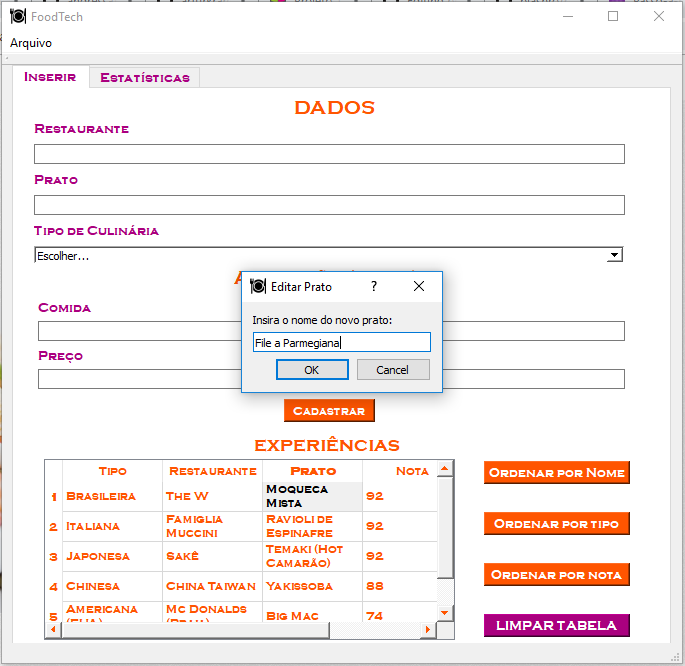 FoodTech
Arquivo
Inserir Estatísticas
DADOS
Restaurante
Prato
Tipo de Culinária
Escolher...
Editar Prato ?
Insira o nome do novo prato:
File a Parmegiana
OK Cancel
Comida
Preço
Cadastrar
EXPERIÊNCIAS
Tipo Restaurante Prato Nota
1 Brasileira The W Moqueca Mista 92
2 Italiana Famiglia Muccini Ravioli de Espinafre 92
3 Japonesa Sakê Temaki (Hot Camarão) 92
4 Chinesa China Taiwan Yakissoba 88
5 Americana Mc Donalds Big Mac 74
Ordenar por Nome
Ordenar por tipo
Ordenar por nota
LIMPAR TABELA